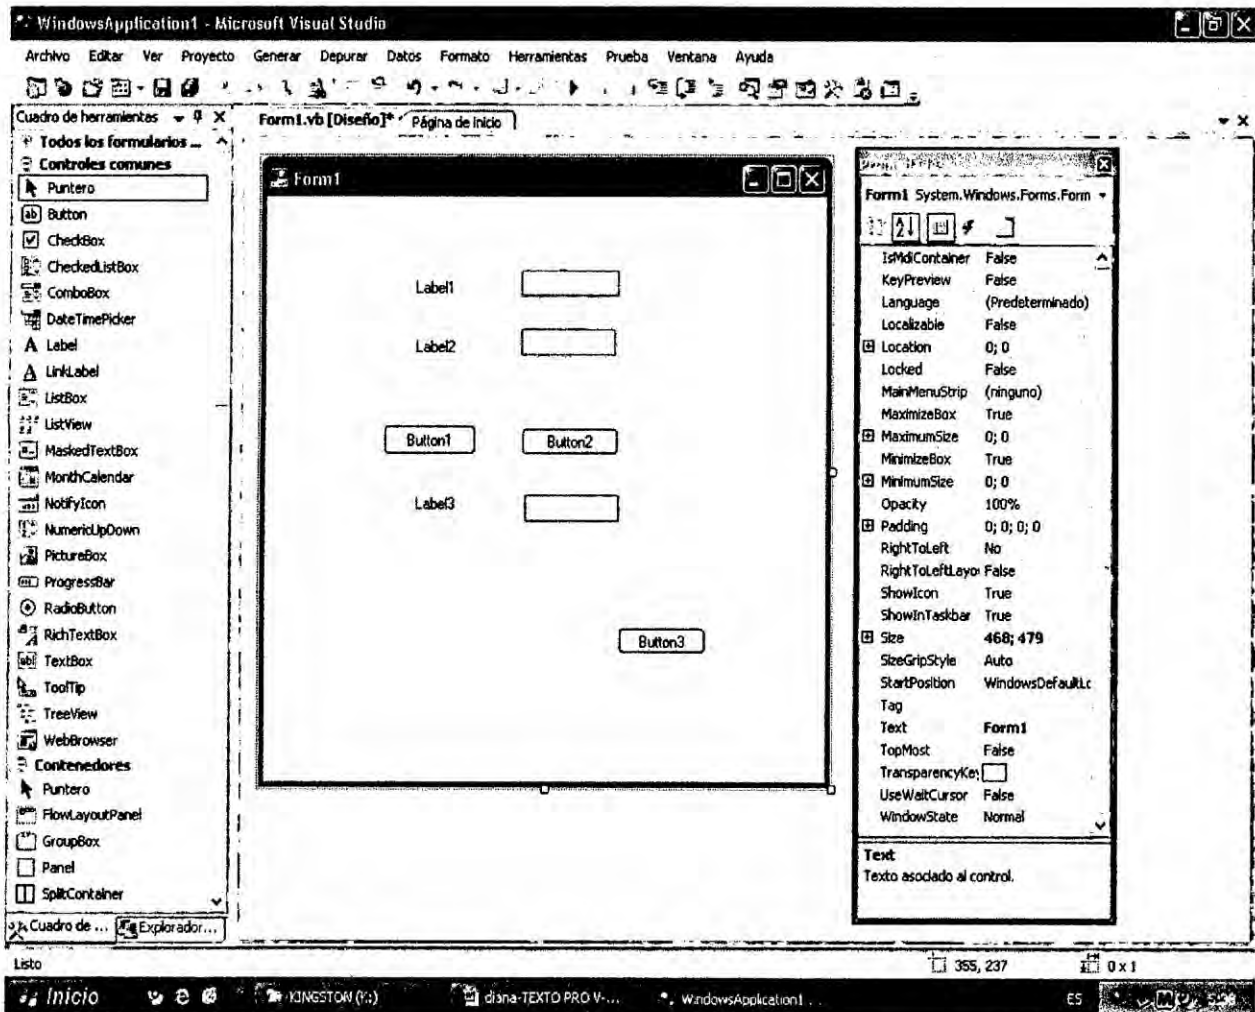 WindowsApplication1 - Microsoft Visual Studio
Archivo Editar Ver Proyecto Generar Depurar Datos Formato Herramientas Prueba Ventana Ayuda
Cuadro de herramientas
Form1.vb [Diseño]*
Página de inicio
Todos los formularios ...
Controles comunes
Puntero
Button
CheckBox
CheckedListBox
ComboBox
DateTimePicker
Label
LinkLabel
ListBox
ListView
MaskedTextBox
MonthCalendar
NotifyIcon
NumericUpDown
PictureBox
ProgressBar
RadioButton
RichTextBox
TextBox
ToolTip
TreeView
WebBrowser
Contenedores
Puntero
FlowLayoutPanel
GroupBox
Panel
SplitContainer
Cuadro de ...
Explorador...
Form1
Label1
Label2
Button1
Button2
Label3
Button3
Form1 System.Windows.Forms.Form
IsMdiContainer False
KeyPreview False
Language (Predeterminado)
Localizable False
Location 0; 0
Locked False
MainMenuStrip (ninguno)
MaximizeBox True
MaximumSize 0; 0
MinimizeBox True
MinimumSize 0; 0
Opacity 100%
Padding 0; 0; 0; 0
RightToLeft No
RightToLeftLayo False
ShowIcon True
ShowInTaskbar True
Size 468; 479
SizeGripStyle Auto
StartPosition WindowsDefaultLc
Tag
Text Form1
TopMost False
TransparencyKey
UseWaitCursor False
WindowState Normal
Text
Texto asociado al control.
Listo
355, 237
0 x 1
Inicio
KINGSTON (K:)
diana-TEXTO PRO V-...
WindowsApplication1 ...
ES